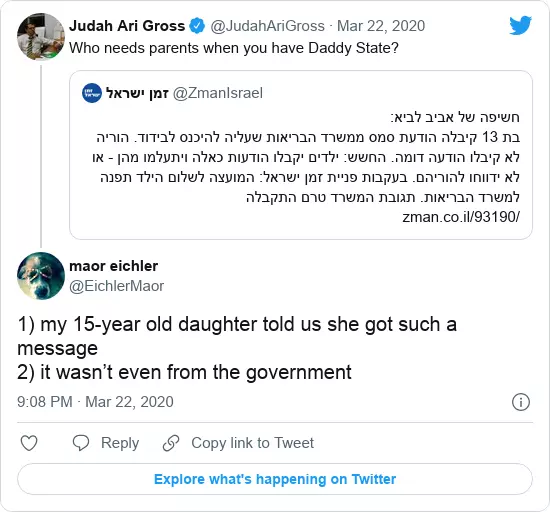 Judah Ari Gross @JudahAriGross · Mar 22, 2020
Who needs parents when you have Daddy State?
זמן ישראל @ZmanIsrael
חשיפה של אביב לביא:
בת 13 קיבלה הודעת סמס ממשרד הבריאות שעליה להיכנס לבידוד. הוריה
לא קיבלו הודעה דומה. החשש: ילדים יקבלו הודעות כאלה ויתעלמו מהן - או
לא ידווחו להוריהם. בעקבות פניית זמן ישראל: המועצה לשלום הילד תפנה
למשרד הבריאות. תגובת המשרד טרם התקבלה
zman.co.il/93190/
maor eichler
@EichlerMaor
1) my 15-year old daughter told us she got such a
message
2) it wasn’t even from the government
9:08 PM · Mar 22, 2020
Reply
Copy link to Tweet
Explore what's happening on Twitter